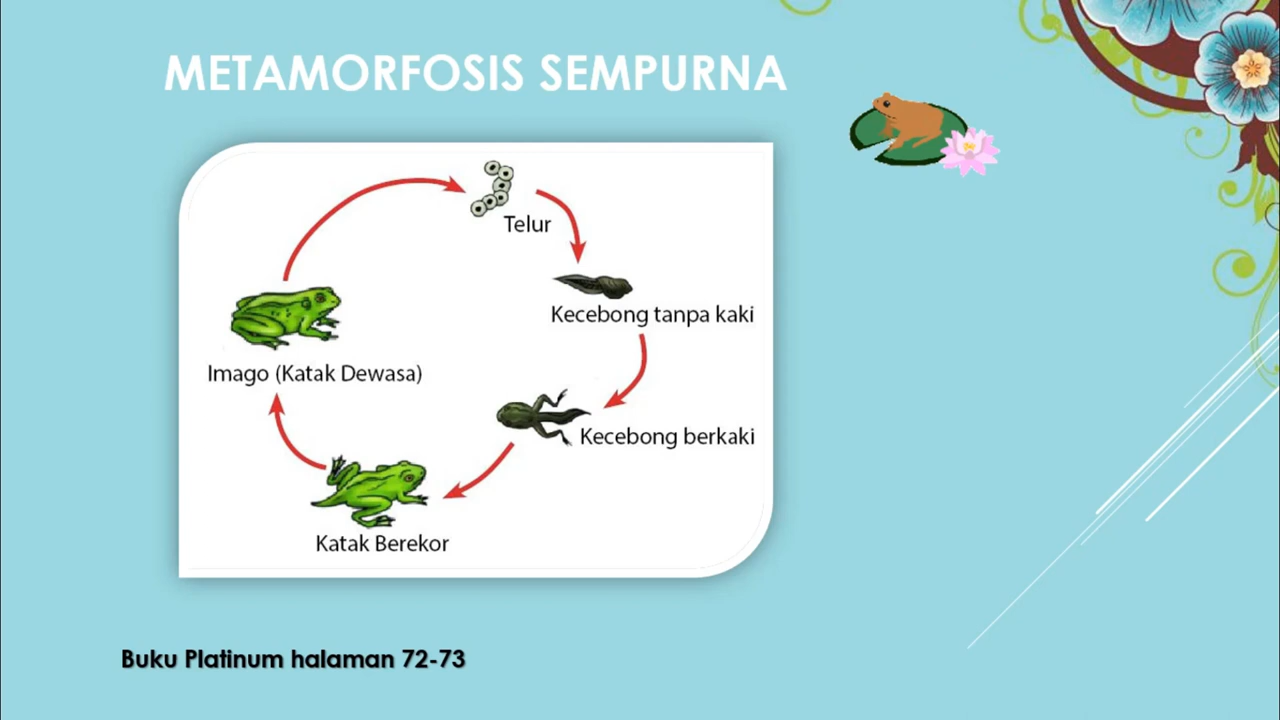 METAMORFOSIS SEMPURNA
Telur
Kecebong tanpa kaki
Kecebong berkaki
Katak Berekor
Imago (Katak Dewasa)
Buku Platinum halaman 72-73